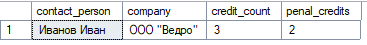 contact_person company credit_count penal_credits
1 Иванов Иван ООО "Ведро" 3 2